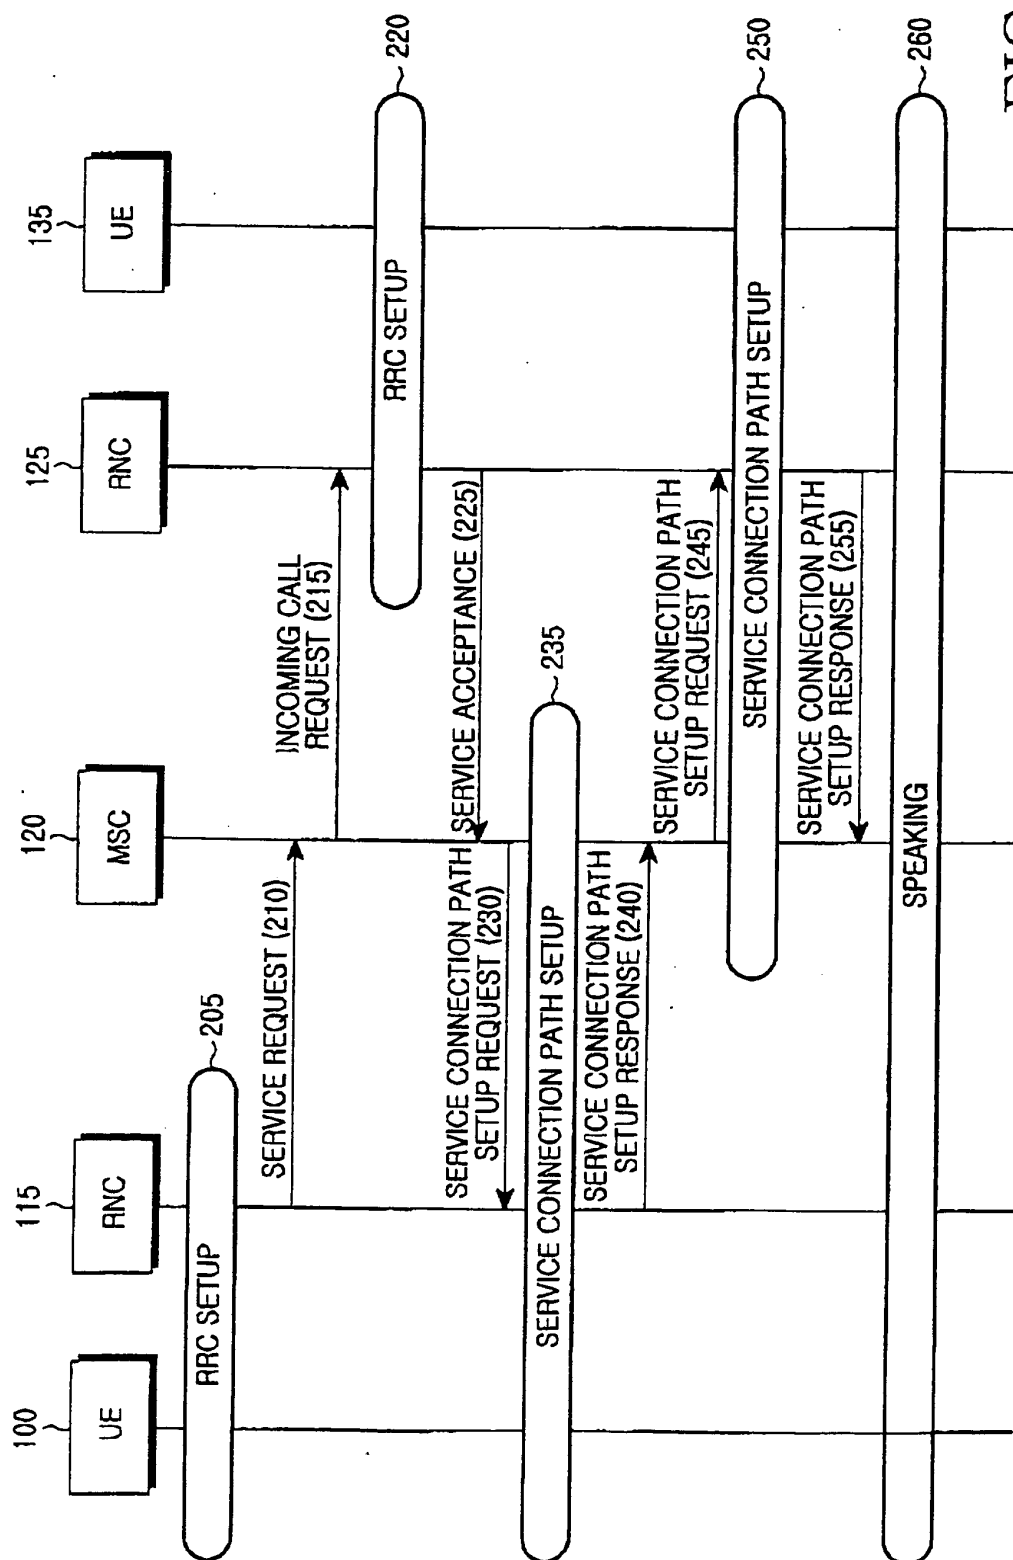 100
115
120
125
135
UE
RNC
MSC
RNC
UE
RRC SETUP
205
SERVICE REQUEST (210)
INCOMING CALL
REQUEST (215)
RRC SETUP
220
SERVICE ACCEPTANCE (225)
SERVICE CONNECTION PATH
SETUP REQUEST (230)
SERVICE CONNECTION PATH SETUP
235
SERVICE CONNECTION PATH
SETUP RESPONSE (240)
SERVICE CONNECTION PATH
SETUP REQUEST (245)
SERVICE CONNECTION PATH SETUP
250
SERVICE CONNECTION PATH
SETUP RESPONSE (255)
SPEAKING
260